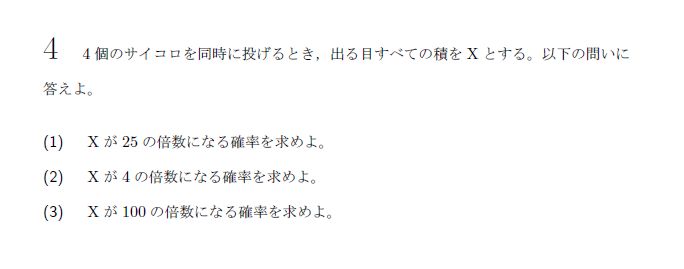 4 4 個のサイコロを同時に投げるとき，出る目すべての積を X とする。以下の問いに
答えよ。
(1) X が 25 の倍数になる確率を求めよ。
(2) X が 4 の倍数になる確率を求めよ。
(3) X が 100 の倍数になる確率を求めよ。